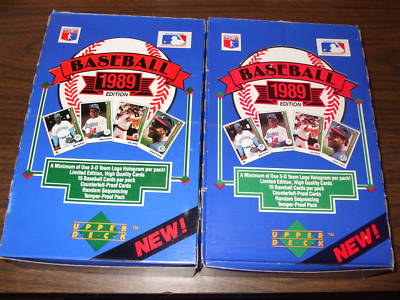 BASEBALL
1989
EDITION
A Minimum of One 3-D Team Logo Hologram per pack!
Limited Edition, High Quality Cards
15 Baseball Cards per pack
Counterfeit-Proof Cards
Random Sequencing
Tamper-Proof Pack
UPPER
DECK
™
NEW!
BASEBALL
1989
EDITION
A Minimum of One 3-D Team Logo Hologram per pack!
Limited Edition, High Quality Cards
15 Baseball Cards per pack
Counterfeit-Proof Cards
Random Sequencing
Tamper-Proof Pack
UPPER
DECK
™
NEW!